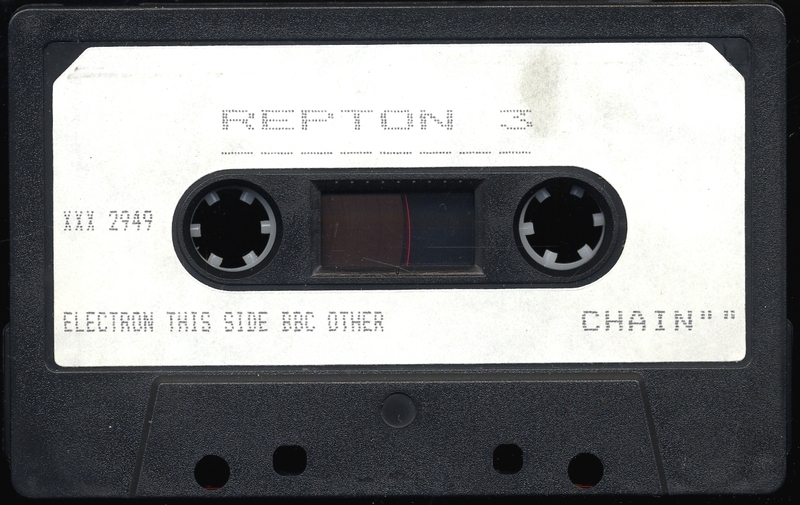 REPTON 3
XXX 2949
ELECTRON THIS SIDE BBC OTHER
CHAIN""